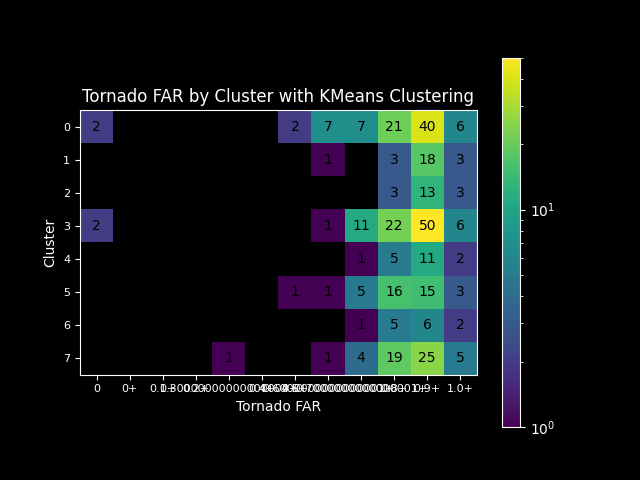 Tornado FAR by Cluster with KMeans Clustering
0 2 2 7 7 21 40 6
1 1 3 18 3
2 3 13 3
3 2 1 11 22 50 6
4 1 5 11 2
5 1 1 5 16 15 3
6 1 5 6 2
7 1 1 4 19 25 5
Cluster
0 0+ 0.9+ 1.0+
Tornado FAR
10^1
10^0